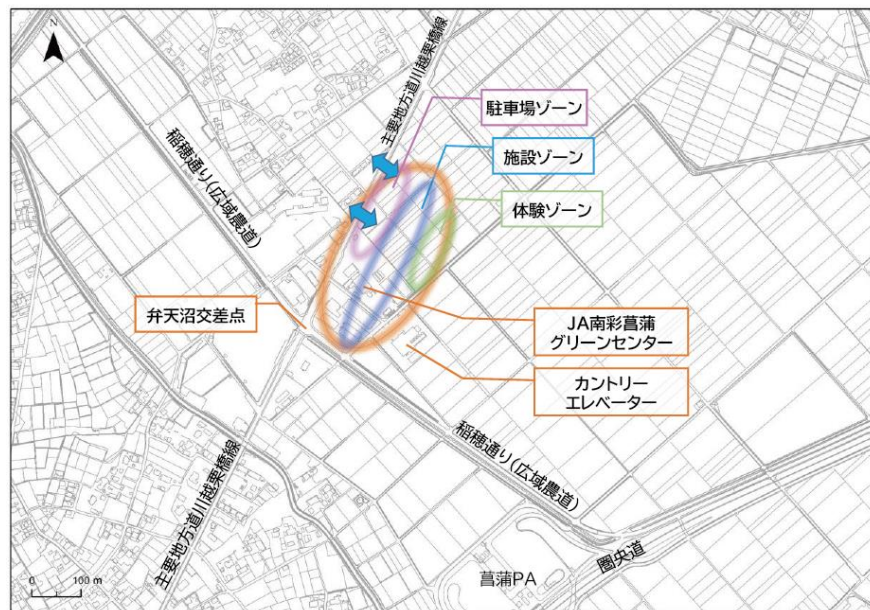 N
主要地方道川越栗橋線
駐車場ゾーン
施設ゾーン
体験ゾーン
稲穂通り(広域農道)
弁天沼交差点
JA南彩菖蒲
グリーンセンター
カントリー
エレベーター
稲穂通り(広域農道)
主要地方道川越栗橋線
圏央道
菖蒲PA
0 100 m